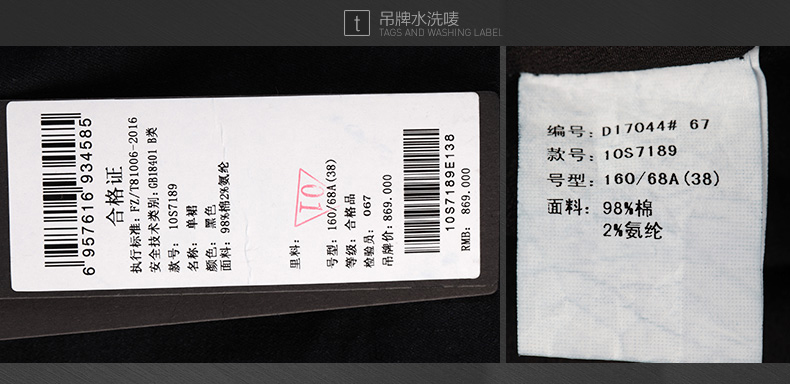 t
吊牌水洗唛
TAGS AND WASHING LABEL
6 957616 934585
合格证
执行标准: FZ/T81006-2016
安全技术类别: GB18401 B类
款号: 10S7189
名称: 单裙
颜色: 黑色
面料: 98%棉2%氨纶
里料:
10
号型: 160/68A(38)
等级: 合格品
检验员: 067
吊牌价: 869.000
10S7189E138
RMB: 869.000
编号: D17044# 67
款号: 10S7189
号型: 160/68A(38)
面料: 98%棉
2%氨纶